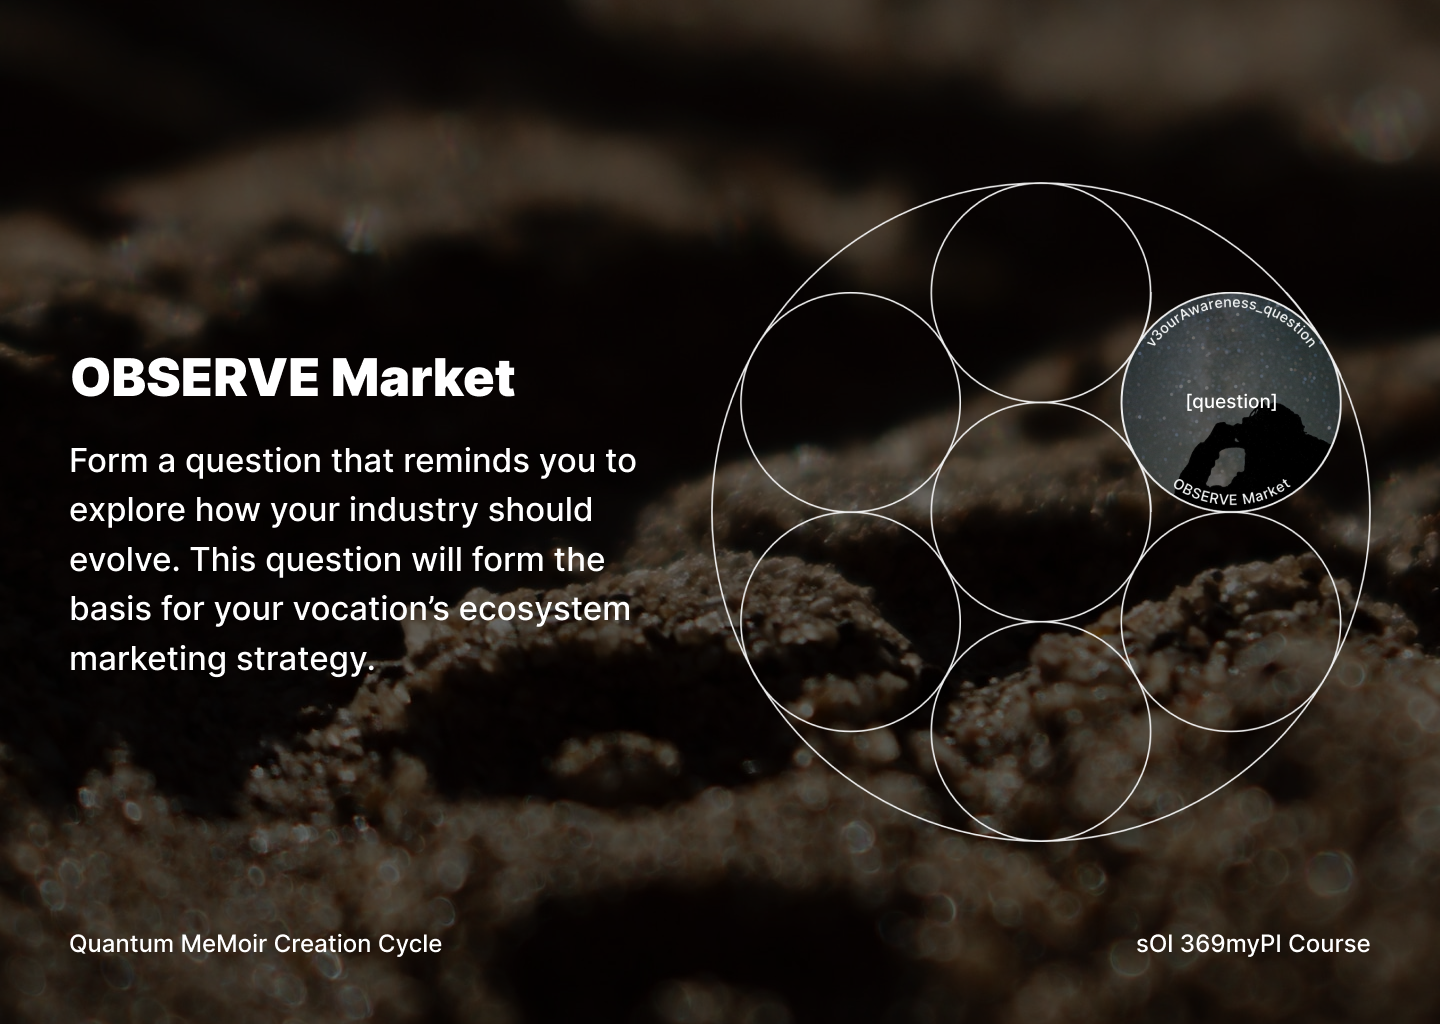 OBSERVE Market
Form a question that reminds you to
explore how your industry should
evolve. This question will form the
basis for your vocation’s ecosystem
marketing strategy.
v3ourAwareness_question
[question]
OBSERVE Market
Quantum MeMoir Creation Cycle
sOI 369myPI Course